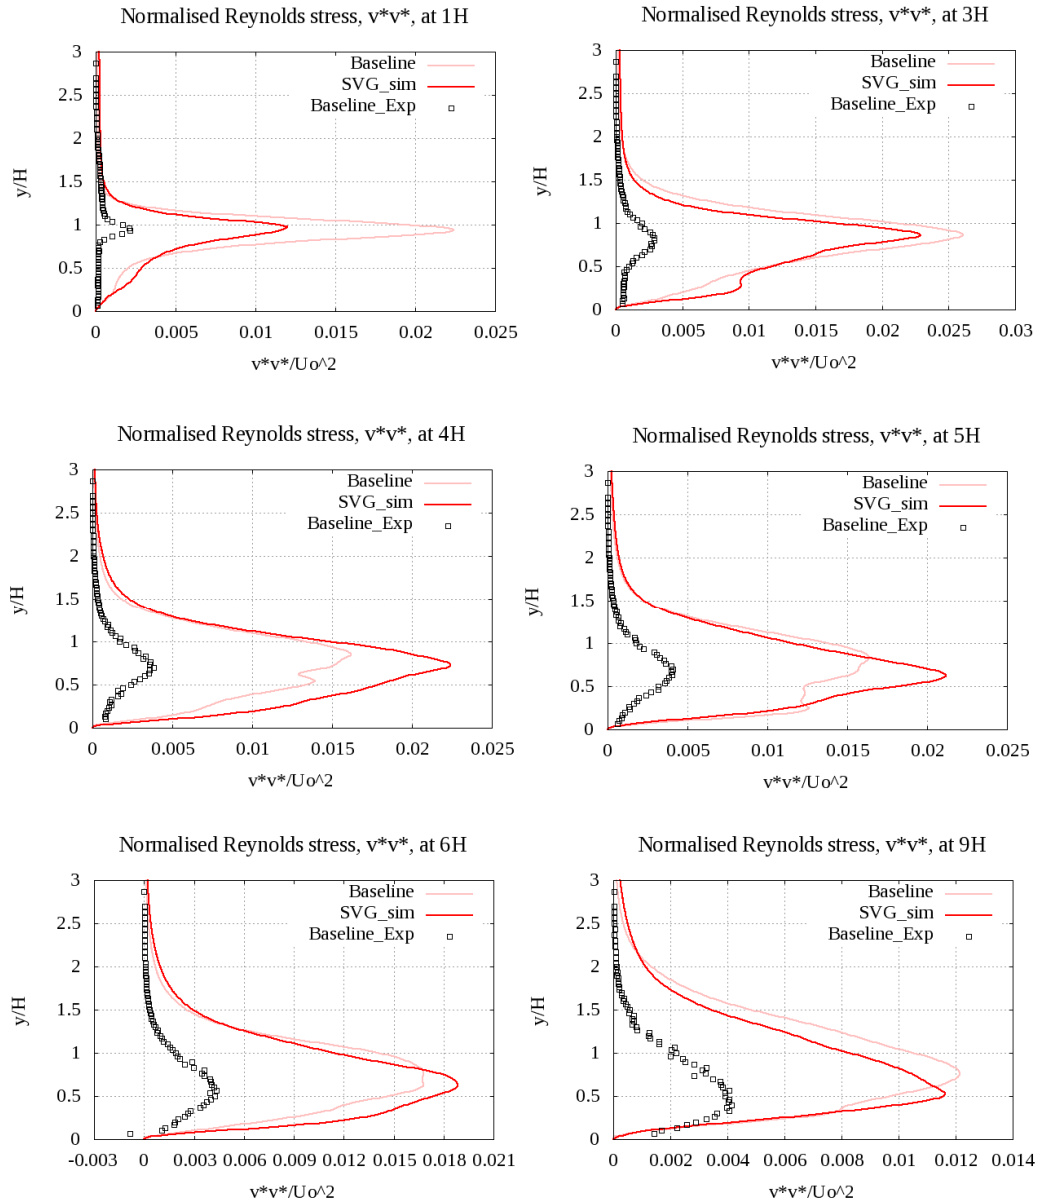 Normalised Reynolds stress, v*v*, at 1H
3
Baseline
SVG_sim
2.5
Baseline_Exp
2
y/H
1.5
1
0.5
0
0 0.005 0.01 0.015 0.02 0.025
v*v*/Uo^2
Normalised Reynolds stress, v*v*, at 3H
3
Baseline
SVG_sim
2.5
Baseline_Exp
2
y/H
1.5
1
0.5
0
0 0.005 0.01 0.015 0.02 0.025 0.03
v*v*/Uo^2
Normalised Reynolds stress, v*v*, at 4H
3
Baseline
SVG_sim
2.5
Baseline_Exp
2
y/H
1.5
1
0.5
0
0 0.005 0.01 0.015 0.02 0.025
v*v*/Uo^2
Normalised Reynolds stress, v*v*, at 5H
3
Baseline
SVG_sim
2.5
Baseline_Exp
2
y/H
1.5
1
0.5
0
0 0.005 0.01 0.015 0.02 0.025
v*v*/Uo^2
Normalised Reynolds stress, v*v*, at 6H
3
Baseline
SVG_sim
2.5
Baseline_Exp
2
y/H
1.5
1
0.5
0
-0.003 0 0.003 0.006 0.009 0.012 0.015 0.018 0.021
v*v*/Uo^2
Normalised Reynolds stress, v*v*, at 9H
3
Baseline
SVG_sim
2.5
Baseline_Exp
2
y/H
1.5
1
0.5
0
0 0.002 0.004 0.006 0.008 0.01 0.012 0.014
v*v*/Uo^2